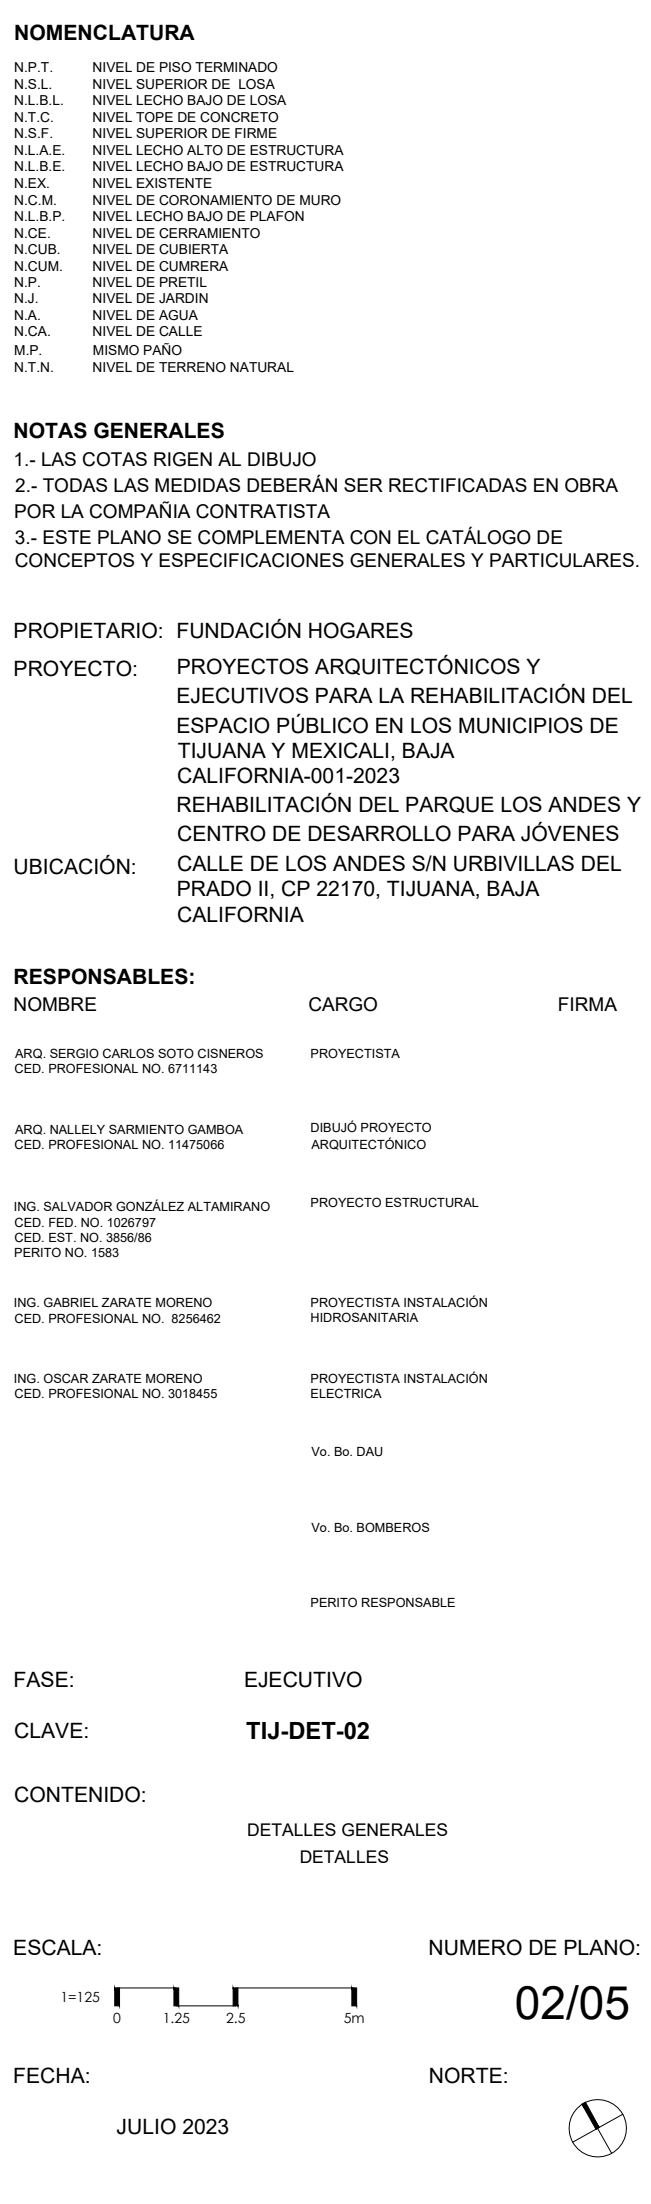 NOMENCLATURA
N.P.T. NIVEL DE PISO TERMINADO
N.S.L. NIVEL SUPERIOR DE LOSA
N.L.B.L. NIVEL LECHO BAJO DE LOSA
N.T.C. NIVEL TOPE DE CONCRETO
N.S.F. NIVEL SUPERIOR DE FIRME
N.L.A.E. NIVEL LECHO ALTO DE ESTRUCTURA
N.L.B.E. NIVEL LECHO BAJO DE ESTRUCTURA
N.EX. NIVEL EXISTENTE
N.C.M. NIVEL DE CORONAMIENTO DE MURO
N.L.B.P. NIVEL LECHO BAJO DE PLAFON
N.CE. NIVEL DE CERRAMIENTO
N.CUB. NIVEL DE CUBIERTA
N.CUM. NIVEL DE CUMRERA
N.P. NIVEL DE PRETIL
N.J. NIVEL DE JARDIN
N.A. NIVEL DE AGUA
N.CA. NIVEL DE CALLE
M.P. MISMO PAÑO
N.T.N. NIVEL DE TERRENO NATURAL
NOTAS GENERALES
1.- LAS COTAS RIGEN AL DIBUJO
2.- TODAS LAS MEDIDAS DEBERÁN SER RECTIFICADAS EN OBRA
POR LA COMPAÑIA CONTRATISTA
3.- ESTE PLANO SE COMPLEMENTA CON EL CATÁLOGO DE
CONCEPTOS Y ESPECIFICACIONES GENERALES Y PARTICULARES.
PROPIETARIO: FUNDACIÓN HOGARES
PROYECTO: PROYECTOS ARQUITECTÓNICOS Y
EJECUTIVOS PARA LA REHABILITACIÓN DEL
ESPACIO PÚBLICO EN LOS MUNICIPIOS DE
TIJUANA Y MEXICALI, BAJA
CALIFORNIA-001-2023
REHABILITACIÓN DEL PARQUE LOS ANDES Y
CENTRO DE DESARROLLO PARA JÓVENES
UBICACIÓN: CALLE DE LOS ANDES S/N URBIVILLAS DEL
PRADO II, CP 22170, TIJUANA, BAJA
CALIFORNIA
RESPONSABLES:
NOMBRE CARGO FIRMA
ARQ. SERGIO CARLOS SOTO CISNEROS PROYECTISTA
CED. PROFESIONAL NO. 6711143
ARQ. NALLELY SARMIENTO GAMBOA DIBUJÓ PROYECTO
CED. PROFESIONAL NO. 11475066 ARQUITECTÓNICO
ING. SALVADOR GONZÁLEZ ALTAMIRANO PROYECTO ESTRUCTURAL
CED. FED. NO. 1026797
CED. EST. NO. 3856/86
PERITO NO. 1583
ING. GABRIEL ZARATE MORENO PROYECTISTA INSTALACIÓN
CED. PROFESIONAL NO. 8256462 HIDROSANITARIA
ING. OSCAR ZARATE MORENO PROYECTISTA INSTALACIÓN
CED. PROFESIONAL NO. 3018455 ELECTRICA
Vo. Bo. DAU
Vo. Bo. BOMBEROS
PERITO RESPONSABLE
FASE: EJECUTIVO
CLAVE: TIJ-DET-02
CONTENIDO:
DETALLES GENERALES
DETALLES
ESCALA: NUMERO DE PLANO:
1=125 02/05
0 1.25 2.5 5m
FECHA: NORTE:
JULIO 2023